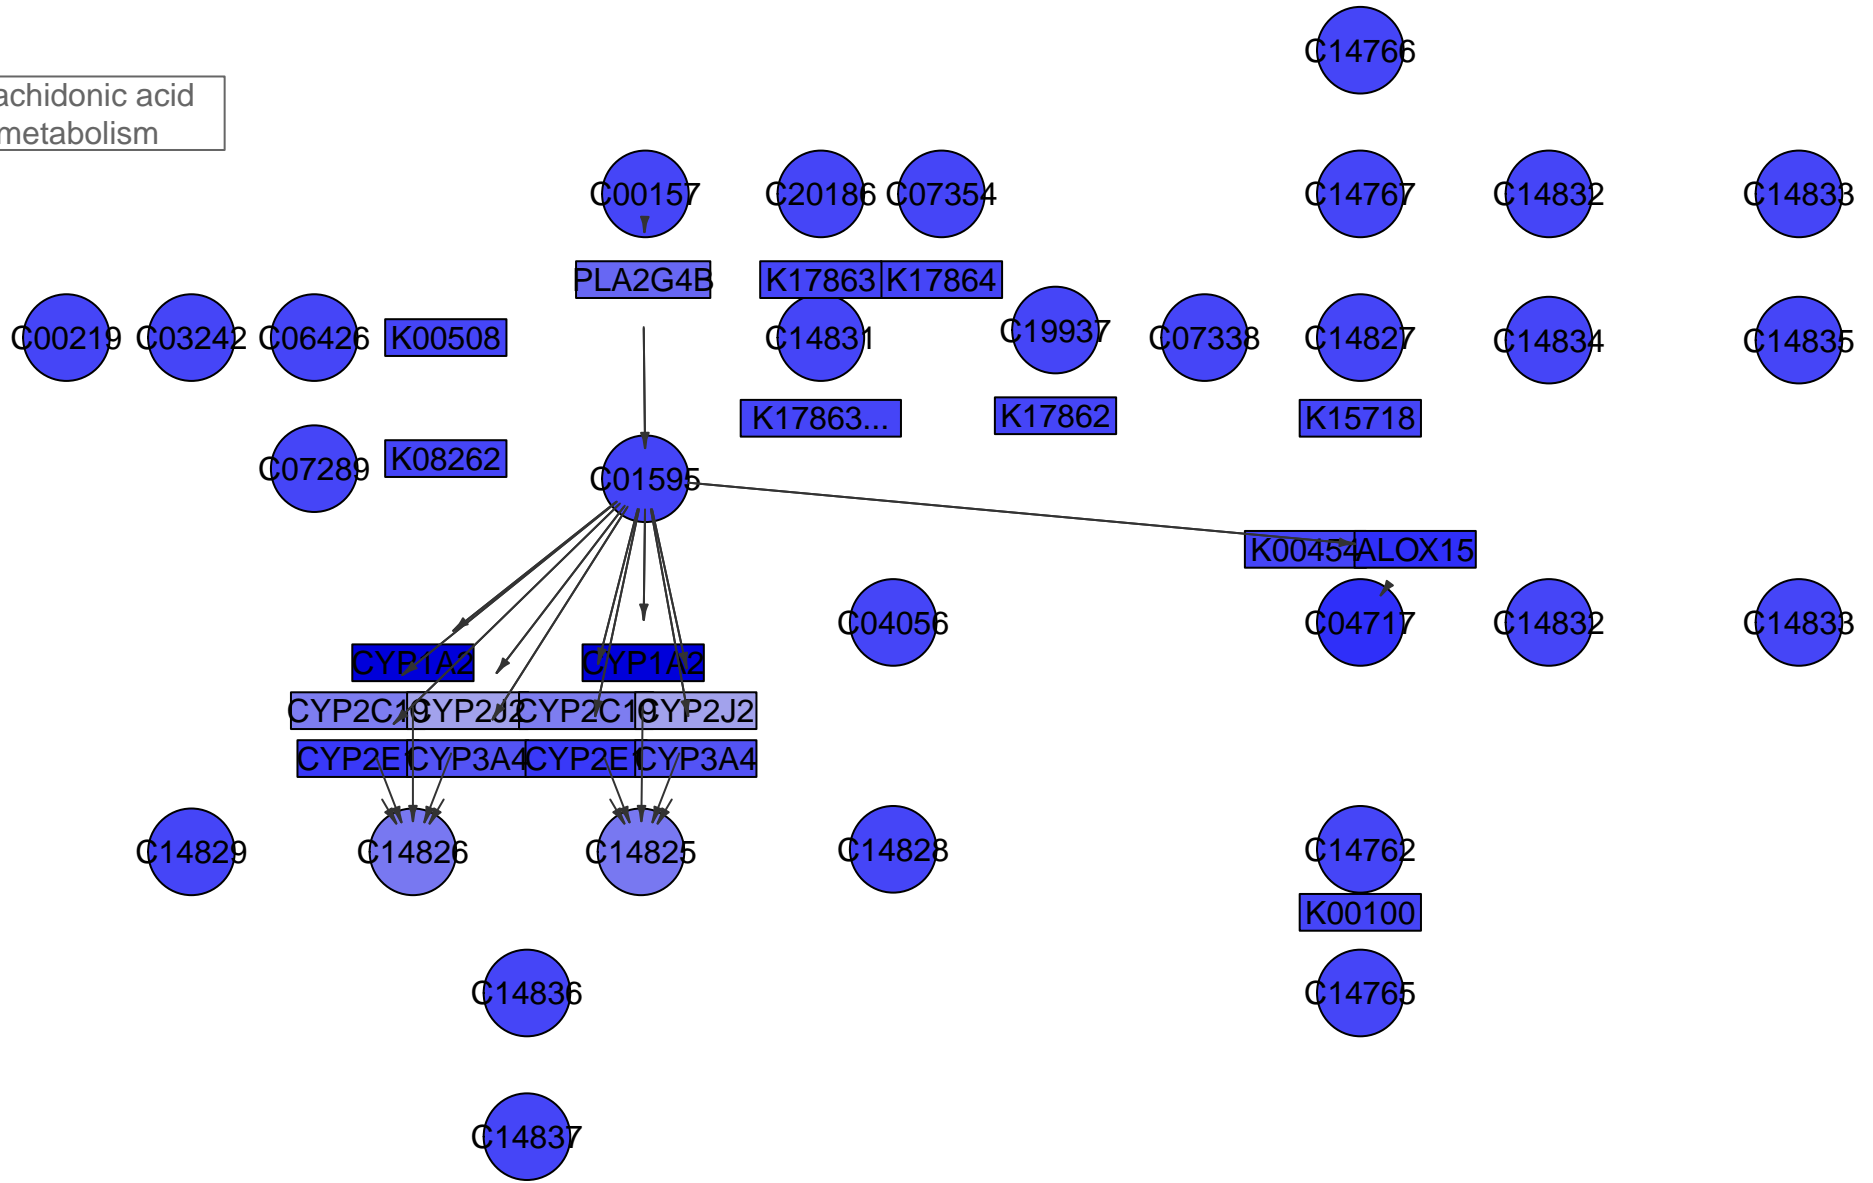 C14766
achidonic acid
metabolism
C00157
C20186
C07354
C14767
C14832
C14833
PLA2G4B
K17863
K17864
C00219
C03242
C06426
K00508
C14831
C19937
C07338
C14827
C14834
C14835
K17863...
K17862
K15718
C07289
K08262
C01595
K00454
ALOX15
C04056
C04717
C14832
C14833
CYP1A2
CYP1A2
CYP2C19
CYP2J2
CYP2C19
CYP2J2
CYP2E1
CYP3A4
CYP2E1
CYP3A4
C14829
C14826
C14825
C14828
C14762
K00100
C14836
C14765
C14837